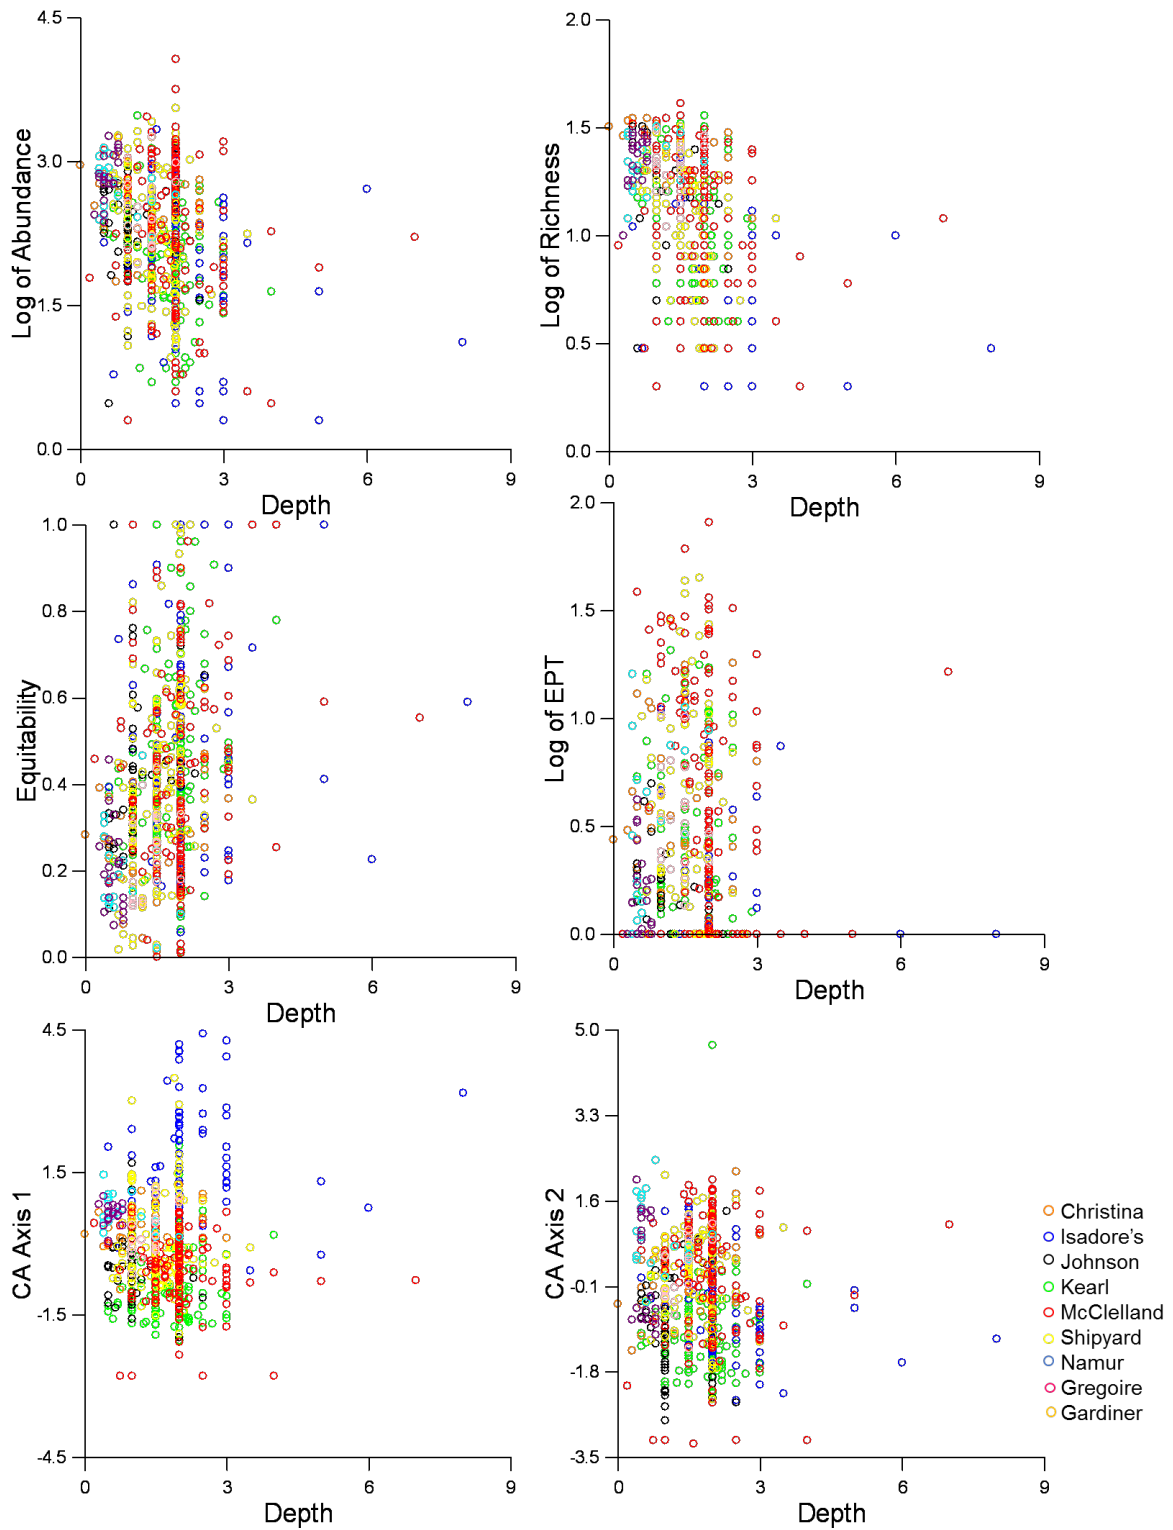 4.5
3.0
1.5
0.0
0
3
6
9
Log of Abundance
Depth
2.0
1.5
1.0
0.5
0.0
0
3
6
9
Log of Richness
Depth
1.0
0.8
0.6
0.4
0.2
0.0
0
3
6
9
Equitability
Depth
2.0
1.5
1.0
0.5
0.0
0
3
6
9
Log of EPT
Depth
4.5
1.5
-1.5
-4.5
0
3
6
9
CA Axis 1
Depth
5.0
3.3
1.6
-0.1
-1.8
-3.5
0
3
6
9
CA Axis 2
Depth
Christina
Isadore's
Johnson
Kearl
McClelland
Shipyard
Namur
Gregoire
Gardiner